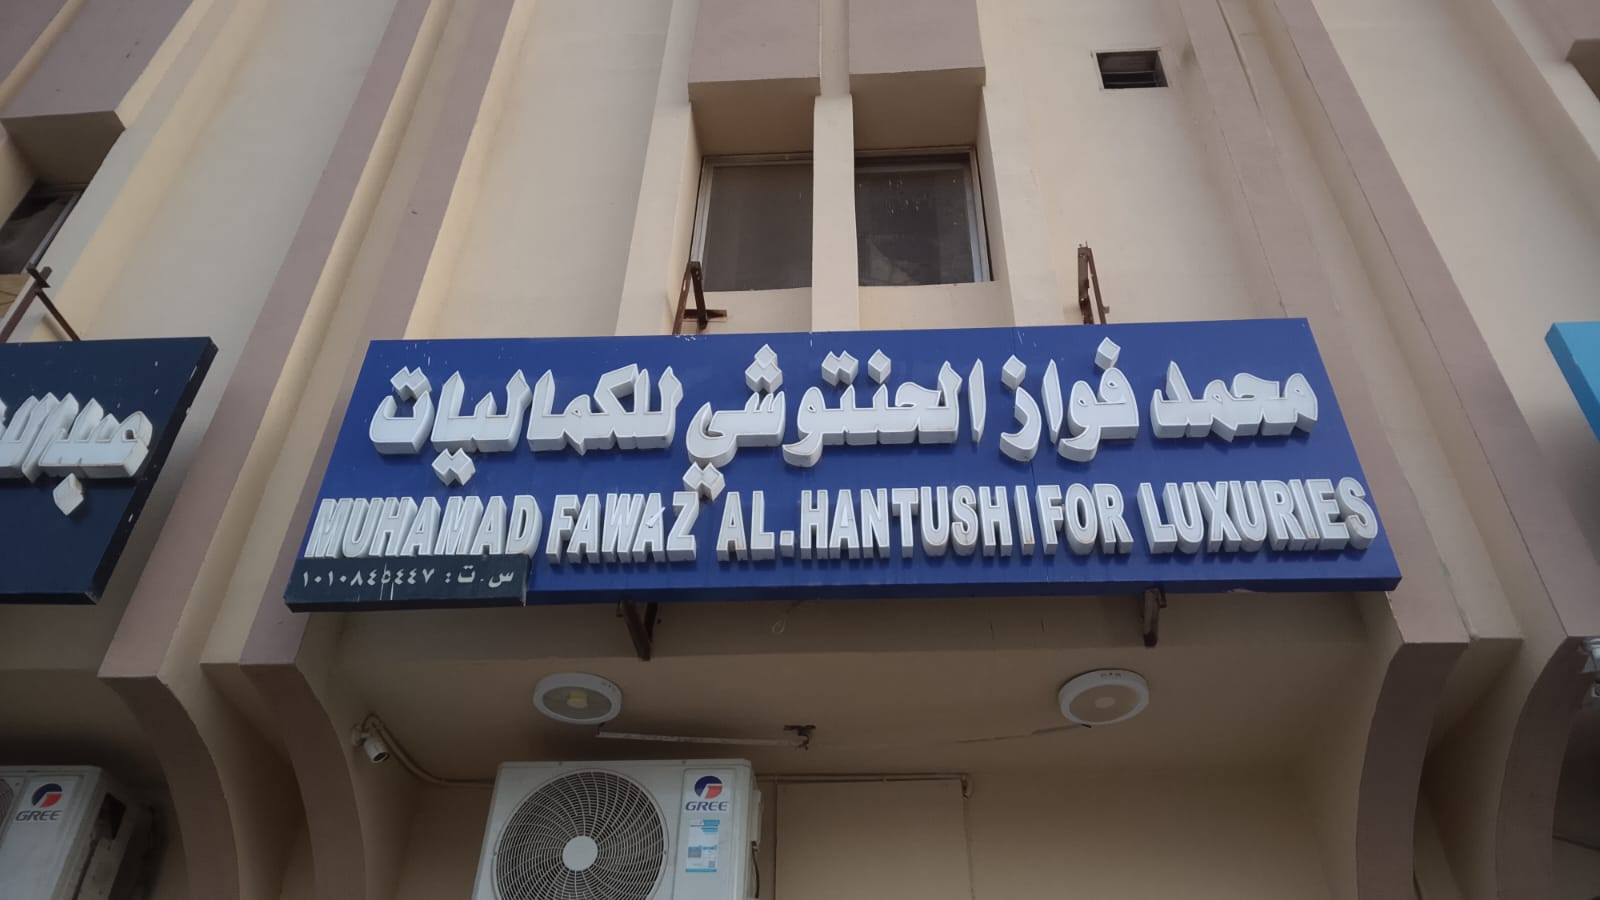 محمد فواز الحنتوشي للكماليات
MUHAMAD FAWAZ AL.HANTUSHI FOR LUXURIES
س.ت: ١٠١٠٨٤٥٤٤٧
GREE
GREE